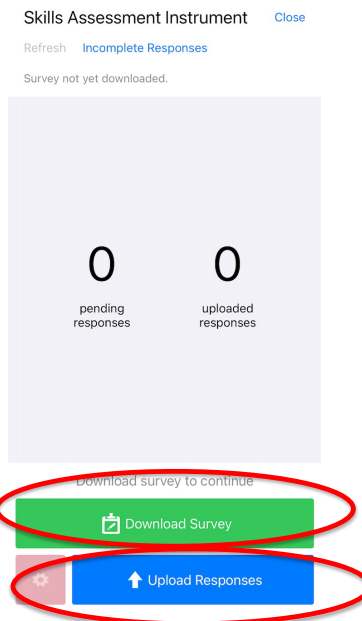 Skills Assessment Instrument Close
Refresh Incomplete Responses
Survey not yet downloaded.
0 0
pending uploaded
responses responses
Download survey to continue
Download Survey
Upload Responses